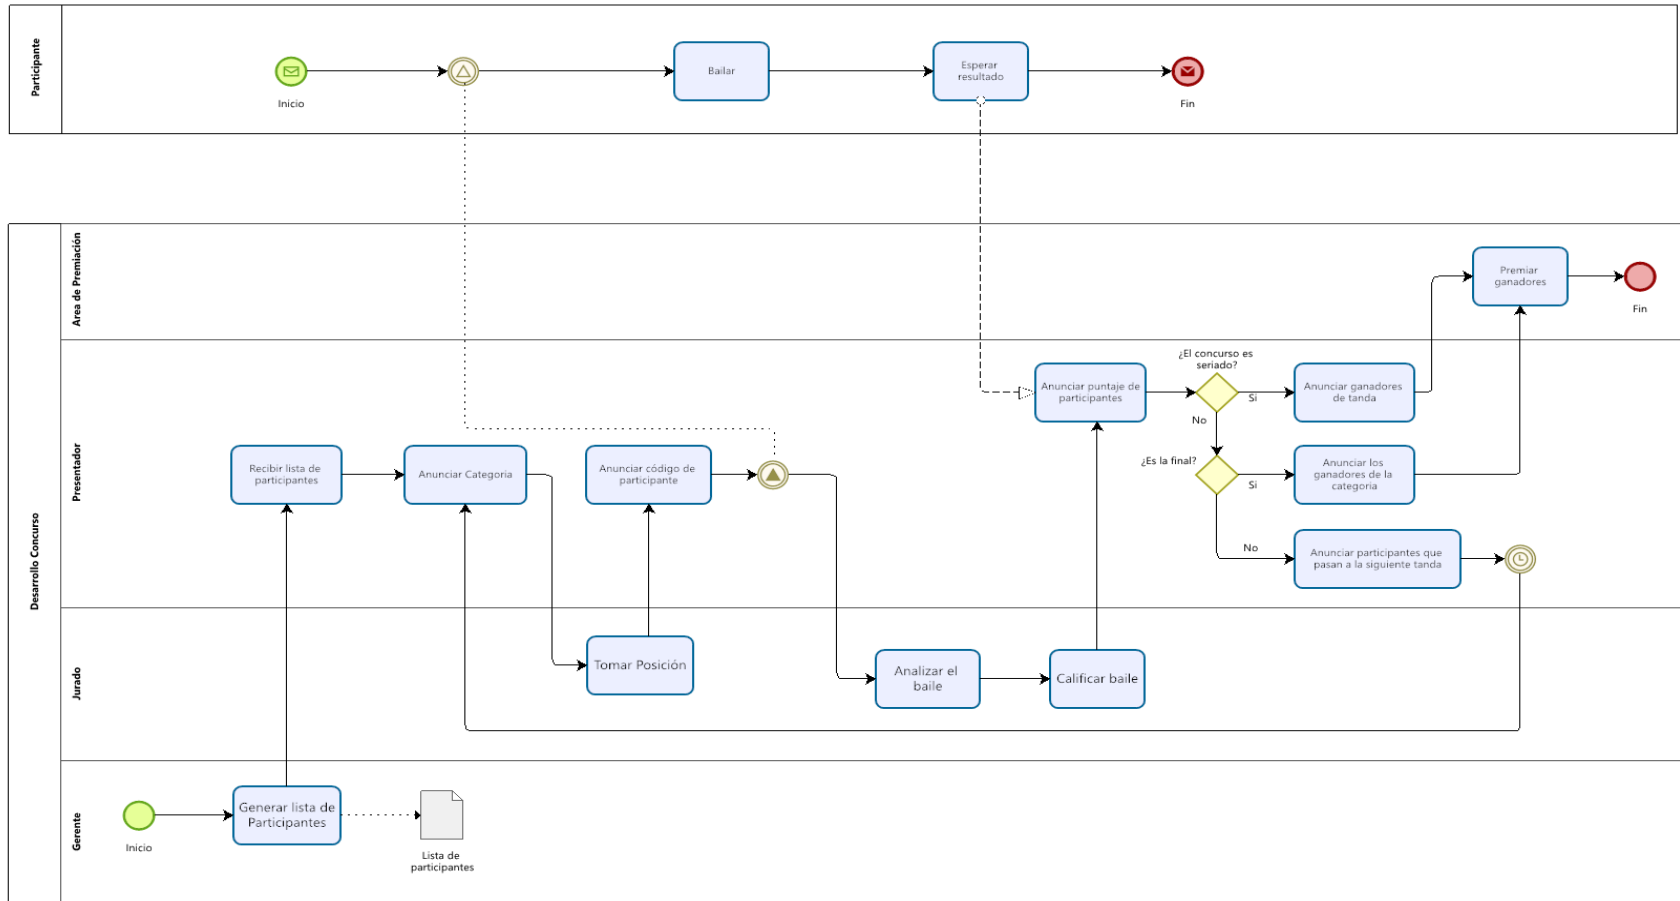 Participante
Inicio
Bailar
Esperar
resultado
Fin
Desarrollo Concurso
Area de Premiación
Premiar
ganadores
Fin
Presentador
¿El concurso es
seriado?
Anunciar puntaje de
participantes
Si
Anunciar ganadores
de tanda
No
Recibir lista de
participantes
Anunciar Categoria
Anunciar código de
participante
¿Es la final?
Si
Anunciar los
ganadores de la
categoria
No
Anunciar participantes que
pasan a la siguiente tanda
Jurado
Tomar Posición
Analizar el
baile
Calificar baile
Gerente
Inicio
Generar lista de
Participantes
Lista de
participantes